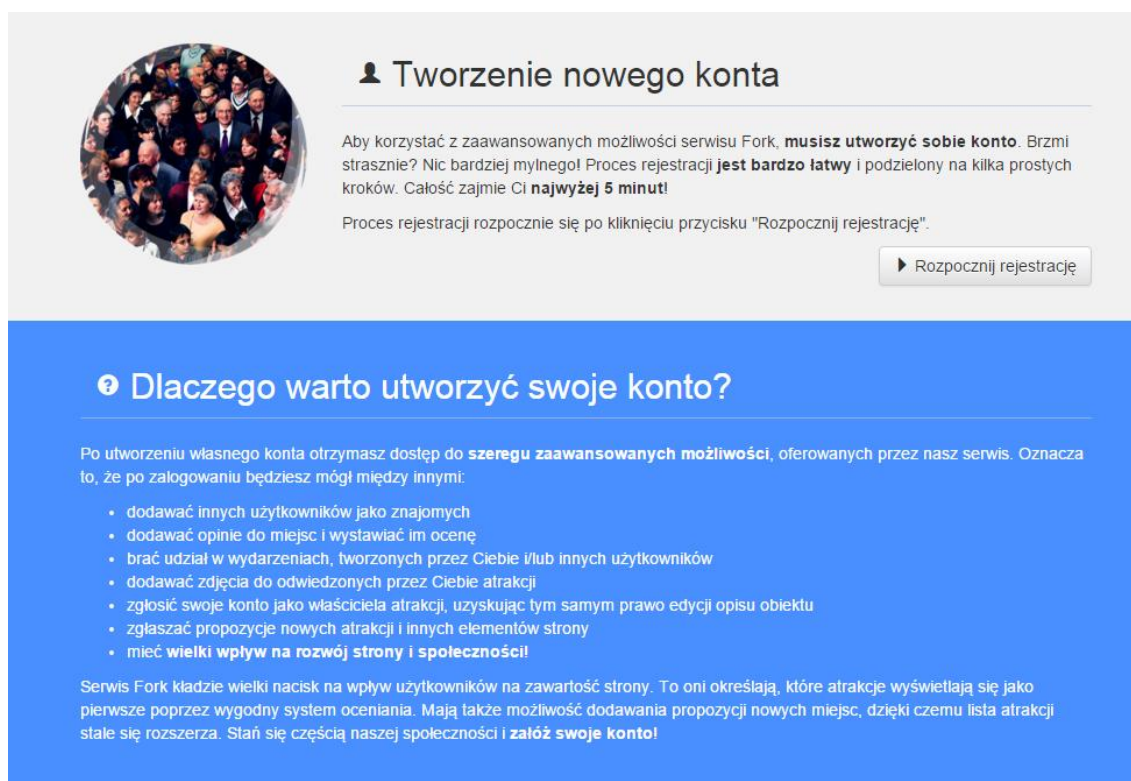 Tworzenie nowego konta
Aby korzystać z zaawansowanych możliwości serwisu Fork, musisz utworzyć sobie konto. Brzmi
strasznie? Nic bardziej mylnego! Proces rejestracji jest bardzo łatwy i podzielony na kilka prostych
kroków. Całość zajmie Ci najwyżej 5 minut!
Proces rejestracji rozpocznie się po kliknięciu przycisku "Rozpocznij rejestrację".
Rozpocznij rejestrację
Dlaczego warto utworzyć swoje konto?
Po utworzeniu własnego konta otrzymasz dostęp do szeregu zaawansowanych możliwości, oferowanych przez nasz serwis. Oznacza
to, że po zalogowaniu będziesz mógł między innymi:
• dodawać innych użytkowników jako znajomych
• dodawać opinie do miejsc i wystawiać im ocenę
• brać udział w wydarzeniach, tworzonych przez Ciebie i/lub innych użytkowników
• dodawać zdjęcia do odwiedzonych przez Ciebie atrakcji
• zgłosić swoje konto jako właściciela atrakcji, uzyskując tym samym prawo edycji opisu obiektu
• zgłaszać propozycje nowych atrakcji i innych elementów strony
• mieć wielki wpływ na rozwój strony i społeczności!
Serwis Fork kładzie wielki nacisk na wpływ użytkowników na zawartość strony. To oni określają, które atrakcje wyświetlają się jako
pierwsze poprzez wygodny system oceniania. Mają także możliwość dodawania propozycji nowych miejsc, dzięki czemu lista atrakcji
stale się rozszerza. Stań się częścią naszej społeczności i załóż swoje konto!